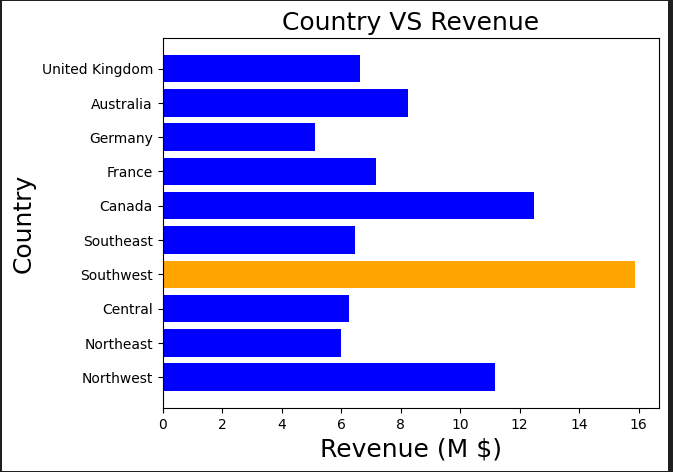 Country VS Revenue
Country
United Kingdom
Australia
Germany
France
Canada
Southeast
Southwest
Central
Northeast
Northwest
0 2 4 6 8 10 12 14 16
Revenue (M $)